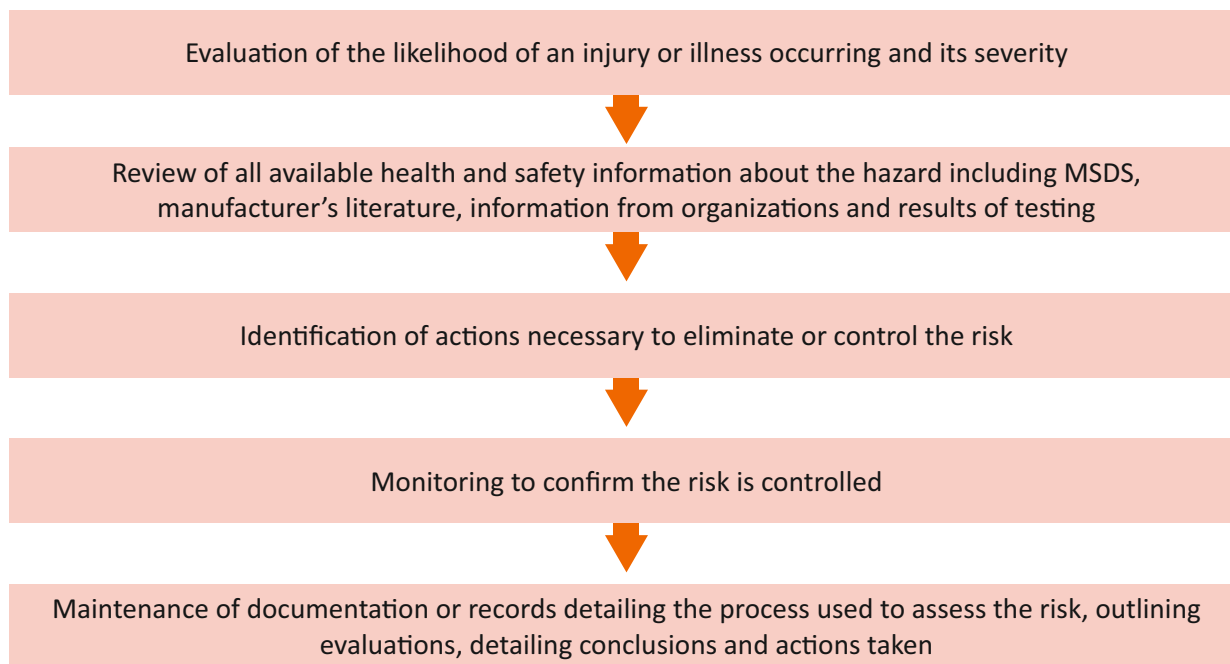 Evaluation of the likelihood of an injury or illness occurring and its severity
Review of all available health and safety information about the hazard including MSDS,
manufacturer’s literature, information from organizations and results of testing
Identification of actions necessary to eliminate or control the risk
Monitoring to confirm the risk is controlled
Maintenance of documentation or records detailing the process used to assess the risk, outlining
evaluations, detailing conclusions and actions taken